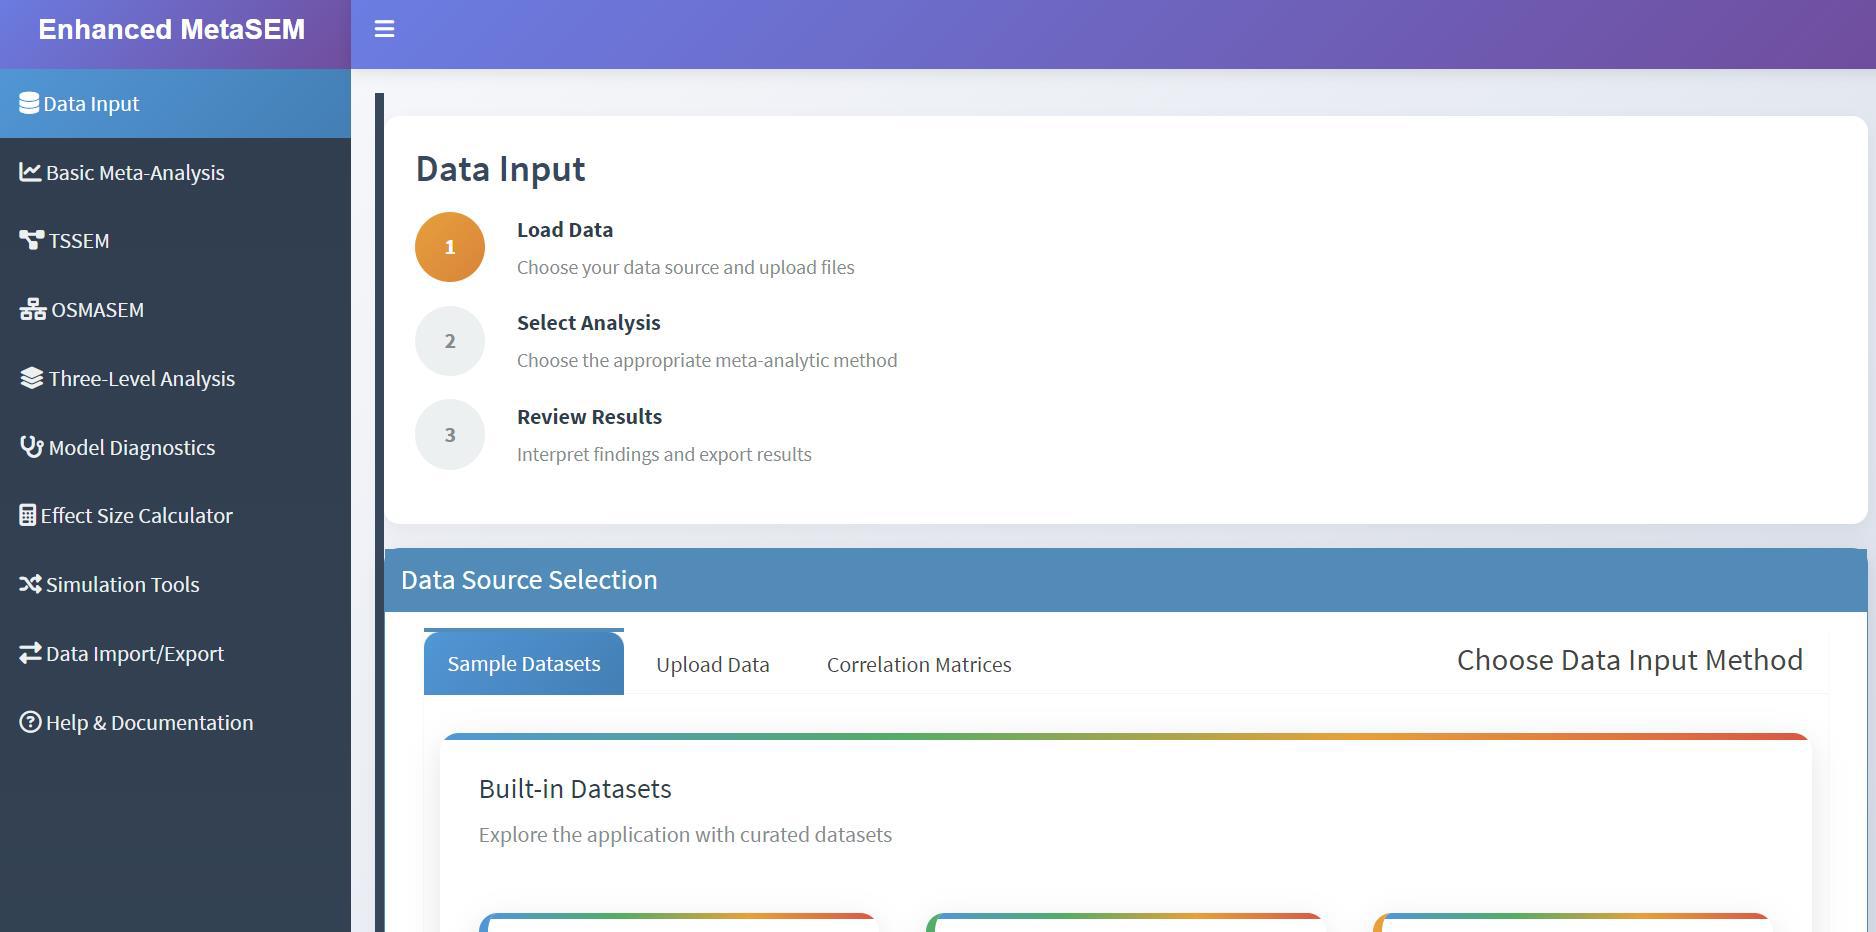 Enhanced MetaSEM
Data Input
Basic Meta-Analysis
TSSEM
OSMASEM
Three-Level Analysis
Model Diagnostics
Effect Size Calculator
Simulation Tools
Data Import/Export
Help & Documentation
Data Input
1
Load Data
Choose your data source and upload files
2
Select Analysis
Choose the appropriate meta-analytic method
3
Review Results
Interpret findings and export results
Data Source Selection
Sample Datasets Upload Data Correlation Matrices Choose Data Input Method
Built-in Datasets
Explore the application with curated datasets